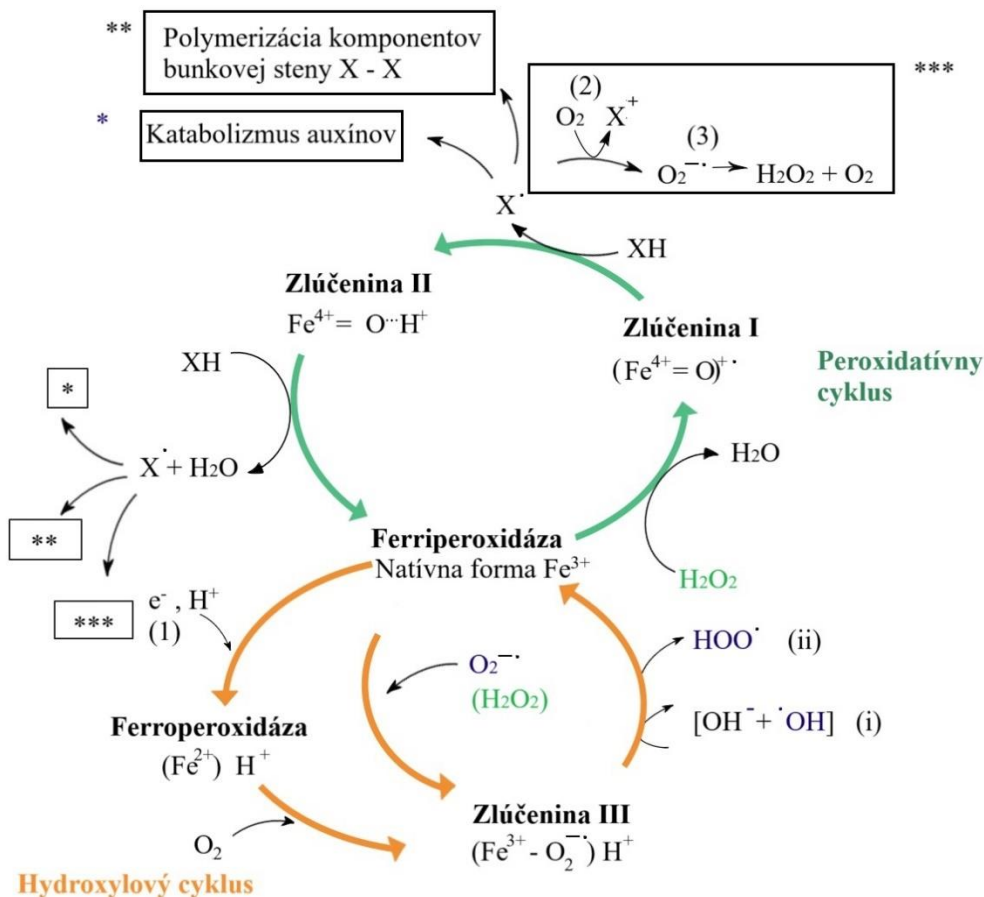 **
Polymerizácia komponentov
bunkovej steny X - X
*
Katabolizmus auxínov
***
(2)
O₂ X⁺
(3)
O₂⁻˙ → H₂O₂ + O₂
X˙
XH
Zlúčenina II
Fe⁴⁺ = O···H⁺
Zlúčenina I
(Fe⁴⁺ = O)⁺˙
Peroxidatívny
cyklus
XH
*
X˙ + H₂O
**
***
H₂O
H₂O₂
Ferriperoxidáza
Natívna forma Fe³⁺
e⁻ , H⁺
(1)
O₂⁻˙
(H₂O₂)
HOO˙ (ii)
[OH⁻ + ˙OH] (i)
Ferroperoxidáza
(Fe²⁺) H⁺
O₂
Zlúčenina III
(Fe³⁺ - O₂⁻˙) H⁺
Hydroxylový cyklus